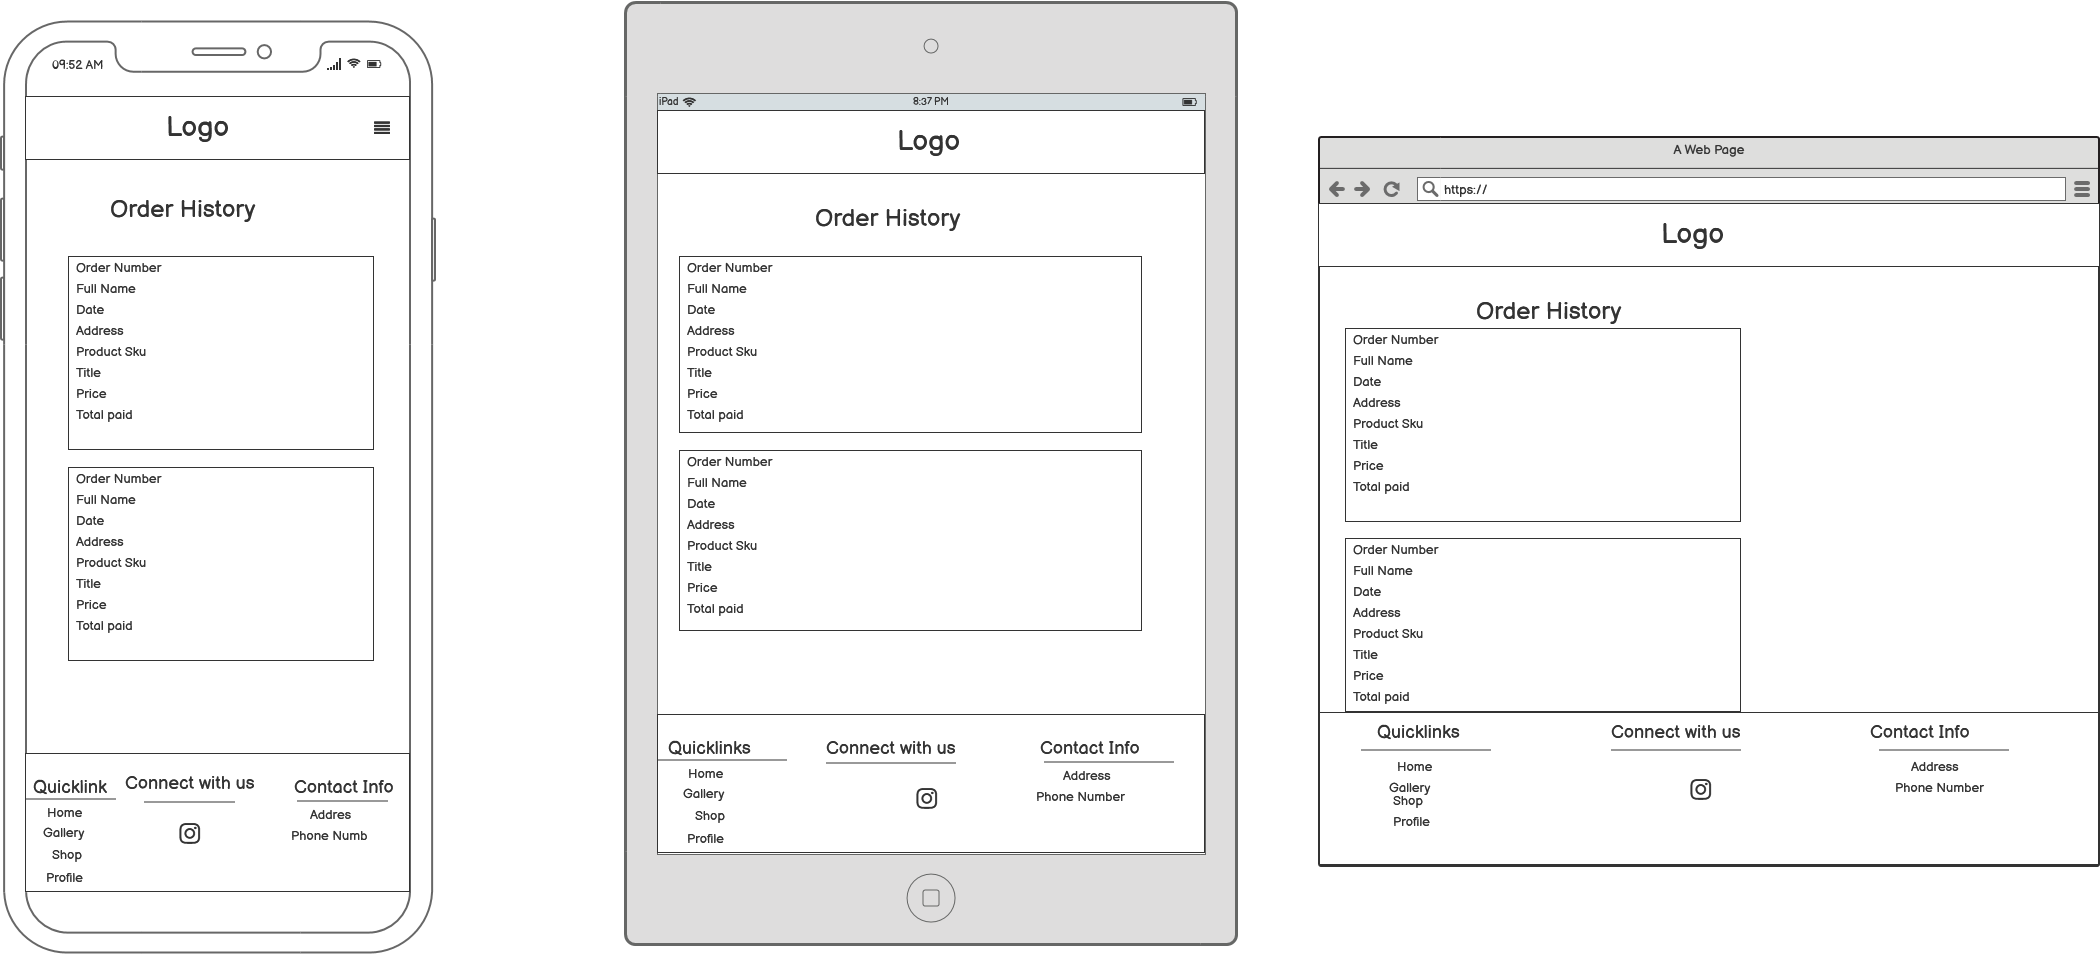 09:52 AM
Logo
Order History
Order Number
Full Name
Date
Address
Product Sku
Title
Price
Total paid
Order Number
Full Name
Date
Address
Product Sku
Title
Price
Total paid
Quicklink
Home
Gallery
Shop
Profile
Connect with us
Contact Info
Addres
Phone Numb
iPad
8:37 PM
Logo
Order History
Order Number
Full Name
Date
Address
Product Sku
Title
Price
Total paid
Order Number
Full Name
Date
Address
Product Sku
Title
Price
Total paid
Quicklinks
Home
Gallery
Shop
Profile
Connect with us
Contact Info
Address
Phone Number
A Web Page
https://
Logo
Order History
Order Number
Full Name
Date
Address
Product Sku
Title
Price
Total paid
Order Number
Full Name
Date
Address
Product Sku
Title
Price
Total paid
Quicklinks
Home
Gallery
Shop
Profile
Connect with us
Contact Info
Address
Phone Number